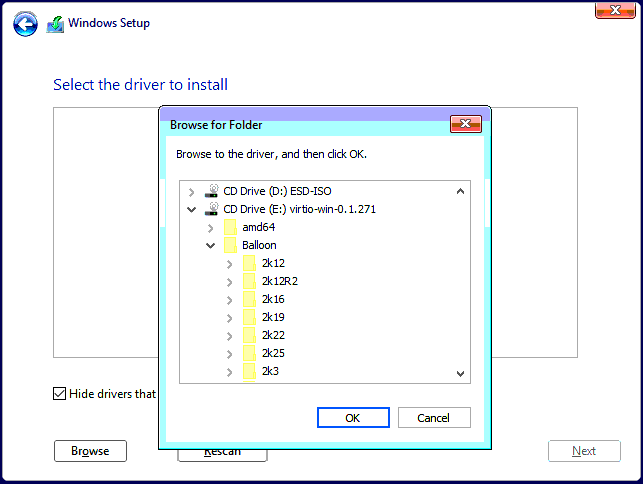 Windows Setup
Select the driver to install
Browse for Folder
Browse to the driver, and then click OK.
CD Drive (D:) ESD-ISO
CD Drive (E:) virtio-win-0.1.271
amd64
Balloon
2k12
2k12R2
2k16
2k19
2k22
2k25
2k3
OK Cancel
Hide drivers that
Browse Rescan Next